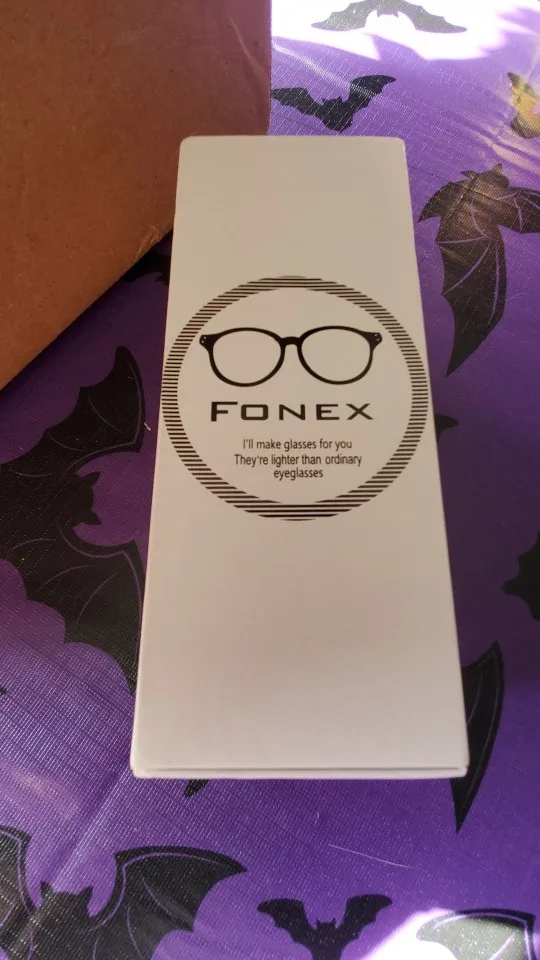 FONEX
I'll make glasses for you
They're lighter than ordinary
eyeglasses